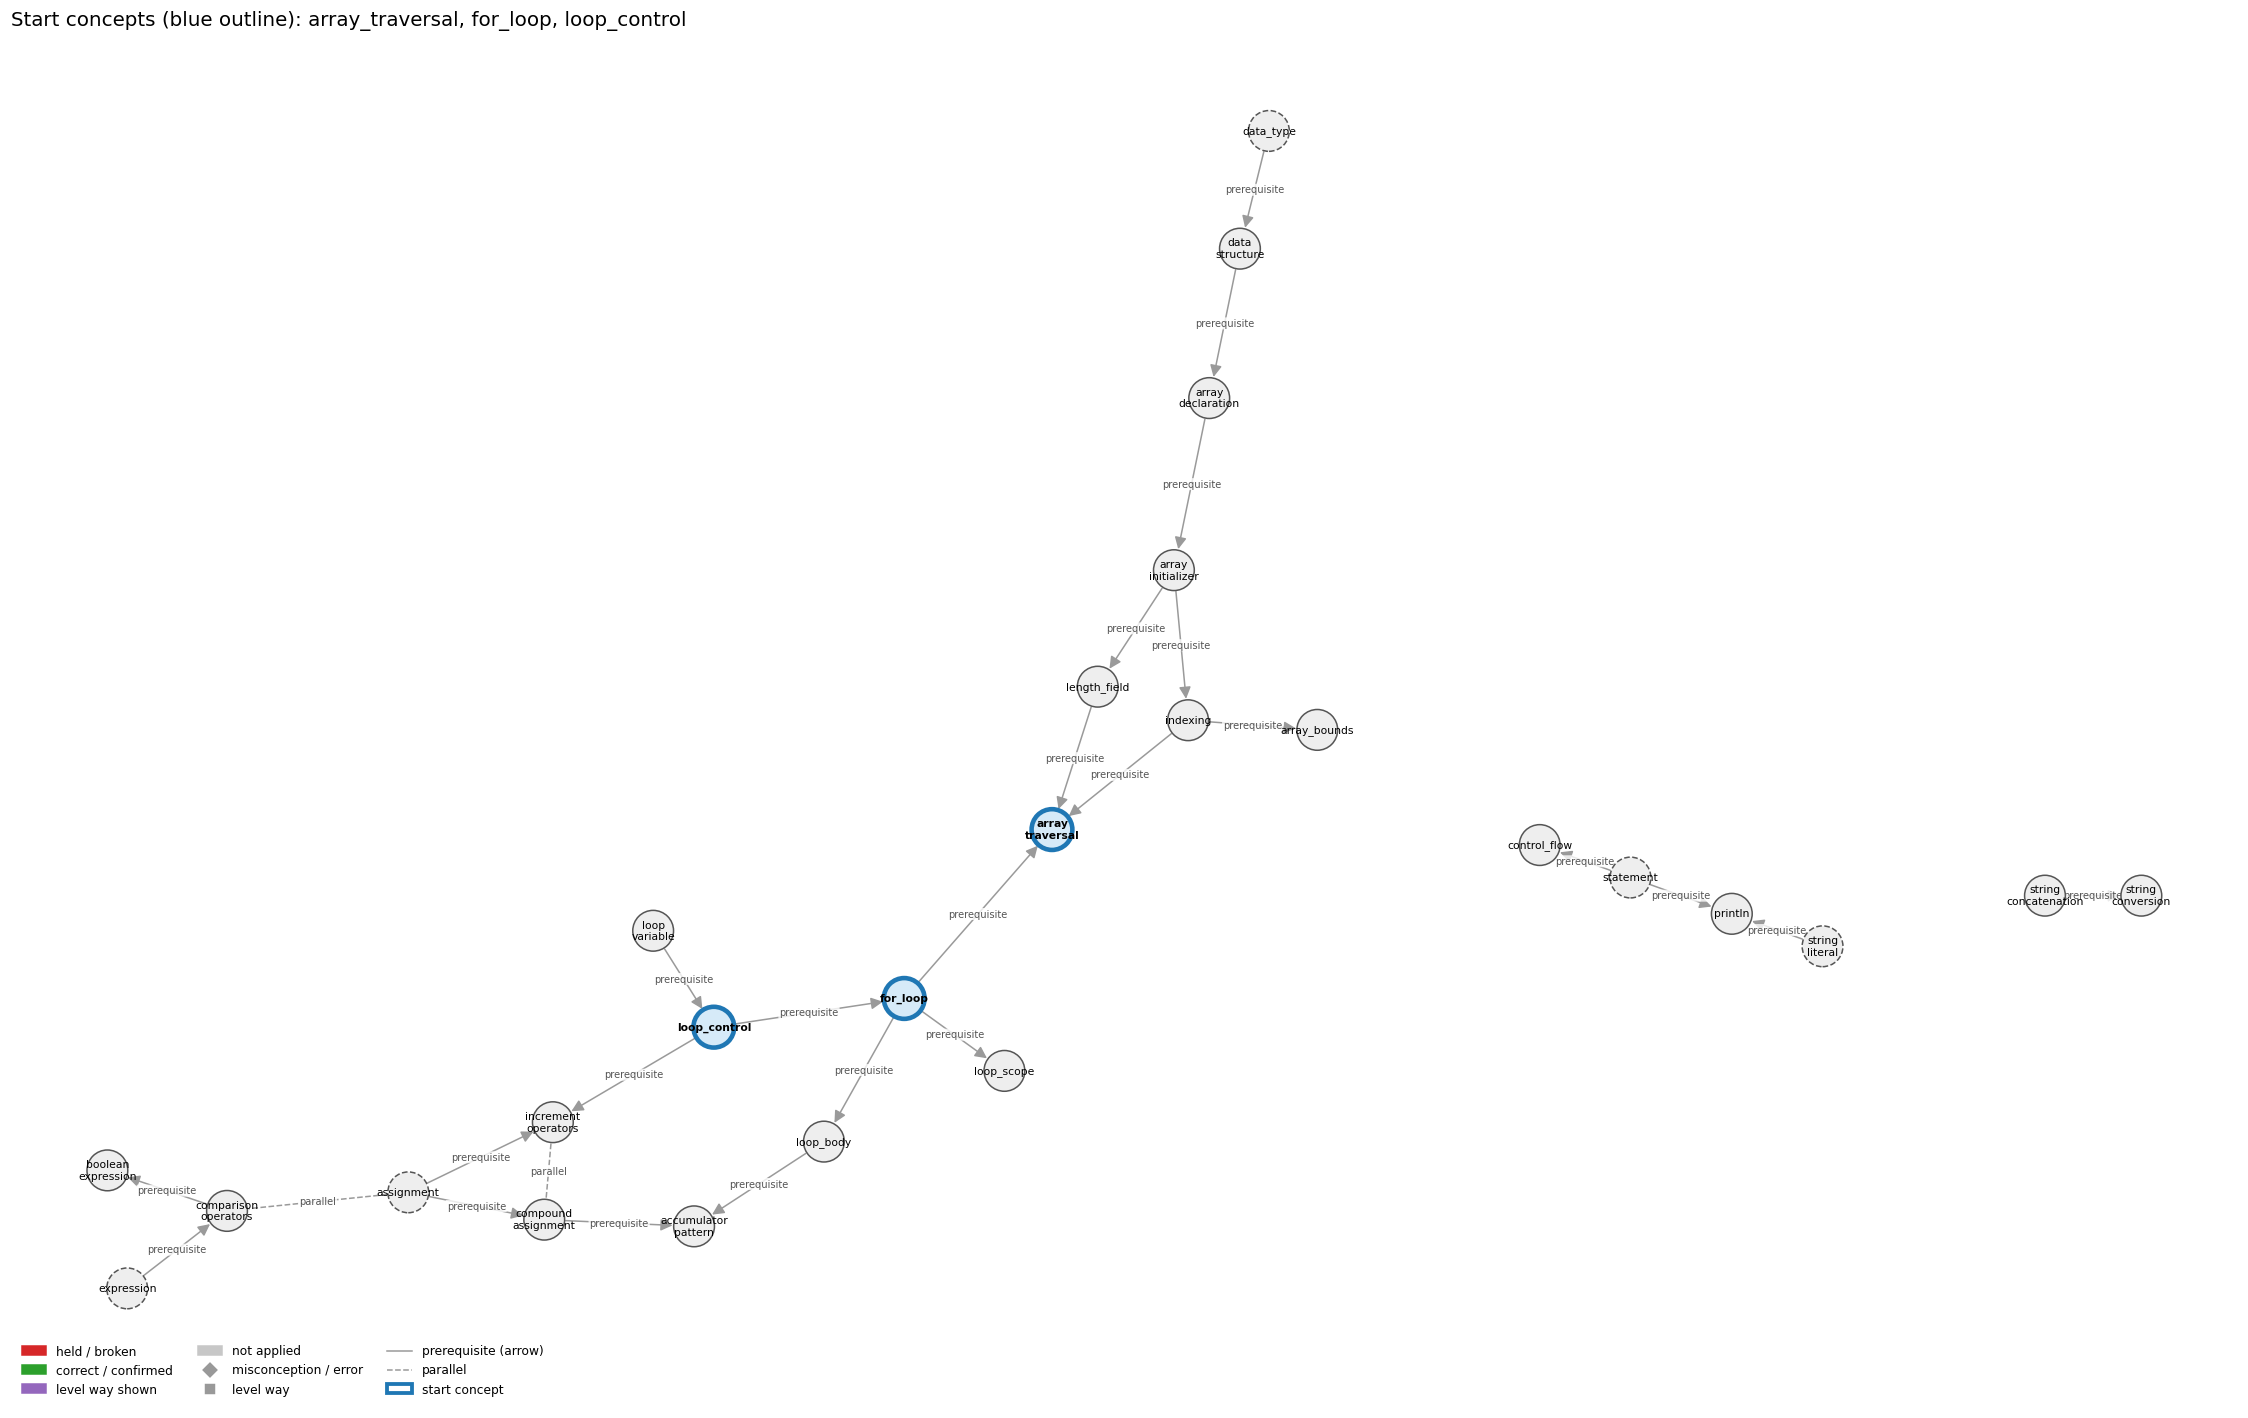 Start concepts (blue outline): array_traversal, for_loop, loop_control
data_type
prerequisite
data
structure
prerequisite
array
declaration
prerequisite
array
initializer
prerequisite
prerequisite
length_field
indexing
prerequisite
array_bounds
prerequisite
prerequisite
array
traversal
control_flow
prerequisite
statement
prerequisite
println
prerequisite
string
literal
string
concatenation
prerequisite
string
conversion
prerequisite
loop
variable
prerequisite
for_loop
prerequisite
loop_control
prerequisite
loop_scope
prerequisite
prerequisite
increment
operators
loop_body
prerequisite
parallel
boolean
expression
prerequisite
assignment
parallel
prerequisite
comparison
operators
compound
assignment
prerequisite
accumulator
pattern
prerequisite
prerequisite
expression
held / broken
correct / confirmed
level way shown
not applied
misconception / error
level way
prerequisite (arrow)
parallel
start concept